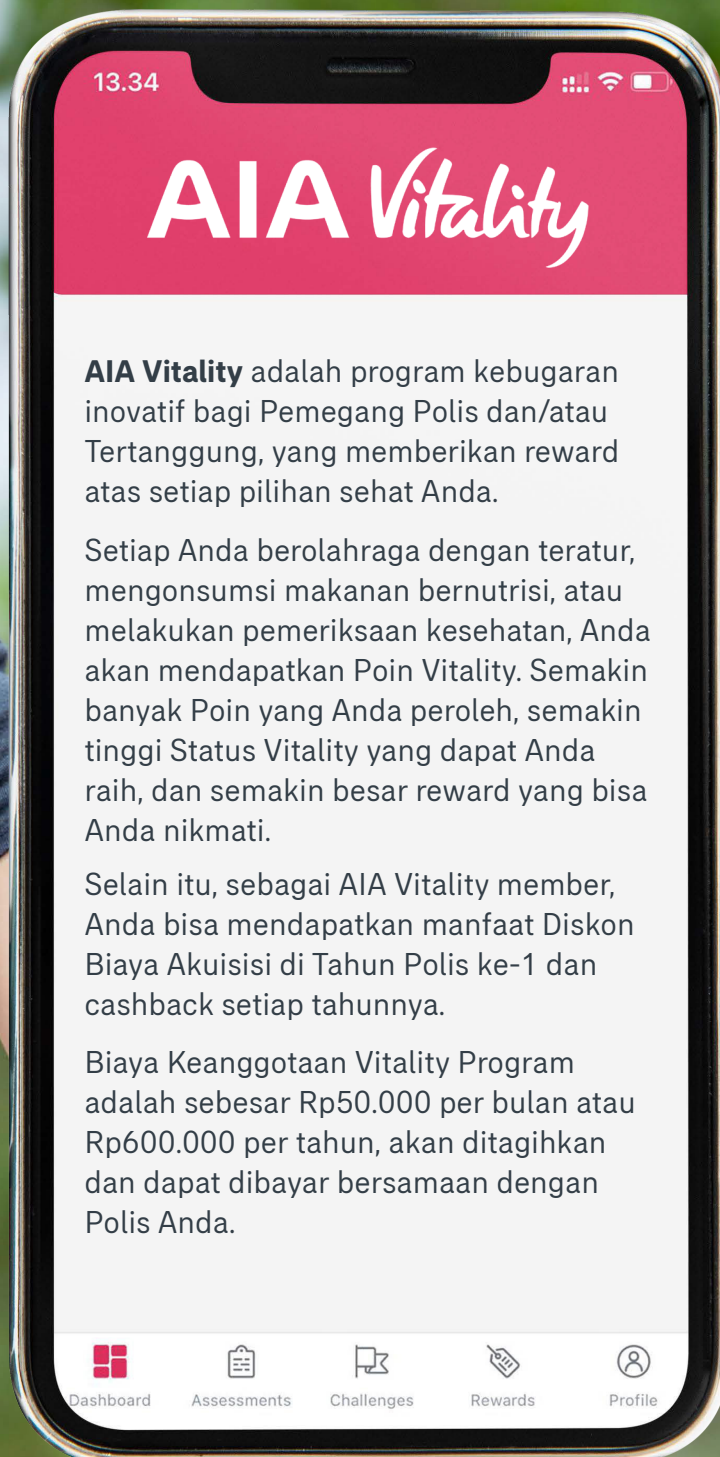 13.34
AIA Vitality
AIA Vitality adalah program kebugaran
inovatif bagi Pemegang Polis dan/atau
Tertanggung, yang memberikan reward
atas setiap pilihan sehat Anda.
Setiap Anda berolahraga dengan teratur,
mengonsumsi makanan bernutrisi, atau
melakukan pemeriksaan kesehatan, Anda
akan mendapatkan Poin Vitality. Semakin
banyak Poin yang Anda peroleh, semakin
tinggi Status Vitality yang dapat Anda
raih, dan semakin besar reward yang bisa
Anda nikmati.
Selain itu, sebagai AIA Vitality member,
Anda bisa mendapatkan manfaat Diskon
Biaya Akuisisi di Tahun Polis ke-1 dan
cashback setiap tahunnya.
Biaya Keanggotaan Vitality Program
adalah sebesar Rp50.000 per bulan atau
Rp600.000 per tahun, akan ditagihkan
dan dapat dibayar bersamaan dengan
Polis Anda.
Dashboard Assessments Challenges Rewards Profile